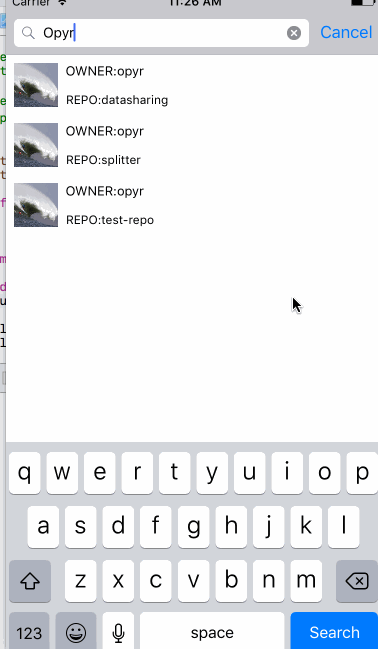 Carrier 11:26 AM
Opyr Cancel
OWNER:opyr
REPO:datasharing
OWNER:opyr
REPO:splitter
OWNER:opyr
REPO:test-repo
q w e r t y u i o p
a s d f g h j k l
z x c v b n m
123 space Search